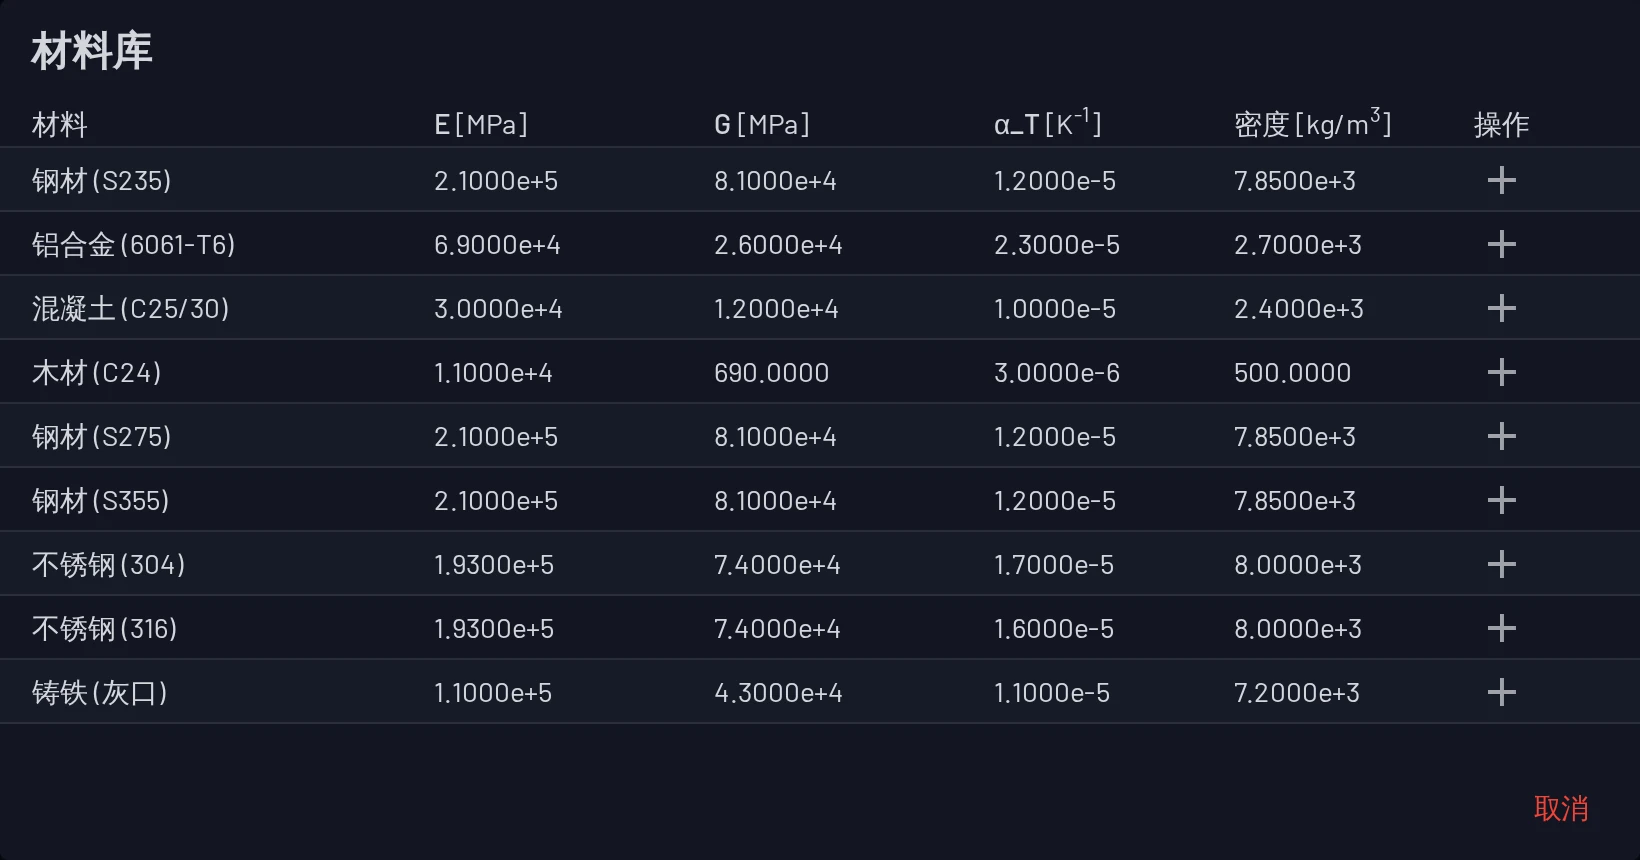 材料库
材料 E [MPa] G [MPa] α_T [K⁻¹] 密度 [kg/m³] 操作
钢材 (S235) 2.1000e+5 8.1000e+4 1.2000e-5 7.8500e+3 +
铝合金 (6061-T6) 6.9000e+4 2.6000e+4 2.3000e-5 2.7000e+3 +
混凝土 (C25/30) 3.0000e+4 1.2000e+4 1.0000e-5 2.4000e+3 +
木材 (C24) 1.1000e+4 690.0000 3.0000e-6 500.0000 +
钢材 (S275) 2.1000e+5 8.1000e+4 1.2000e-5 7.8500e+3 +
钢材 (S355) 2.1000e+5 8.1000e+4 1.2000e-5 7.8500e+3 +
不锈钢 (304) 1.9300e+5 7.4000e+4 1.7000e-5 8.0000e+3 +
不锈钢 (316) 1.9300e+5 7.4000e+4 1.6000e-5 8.0000e+3 +
铸铁 (灰口) 1.1000e+5 4.3000e+4 1.1000e-5 7.2000e+3 +
取消